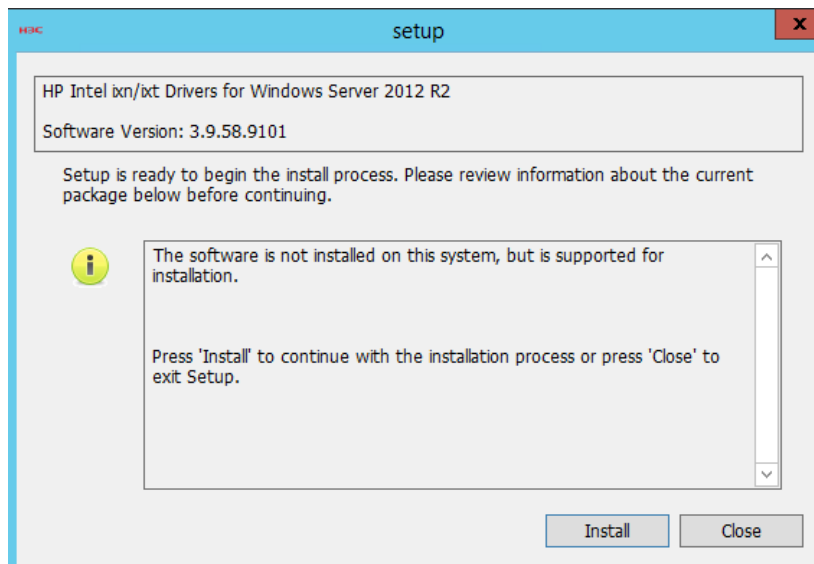 H3C
setup
x
HP Intel ixn/ixt Drivers for Windows Server 2012 R2
Software Version: 3.9.58.9101
Setup is ready to begin the install process. Please review information about the current
package below before continuing.
The software is not installed on this system, but is supported for
installation.
Press 'Install' to continue with the installation process or press 'Close' to
exit Setup.
Install
Close